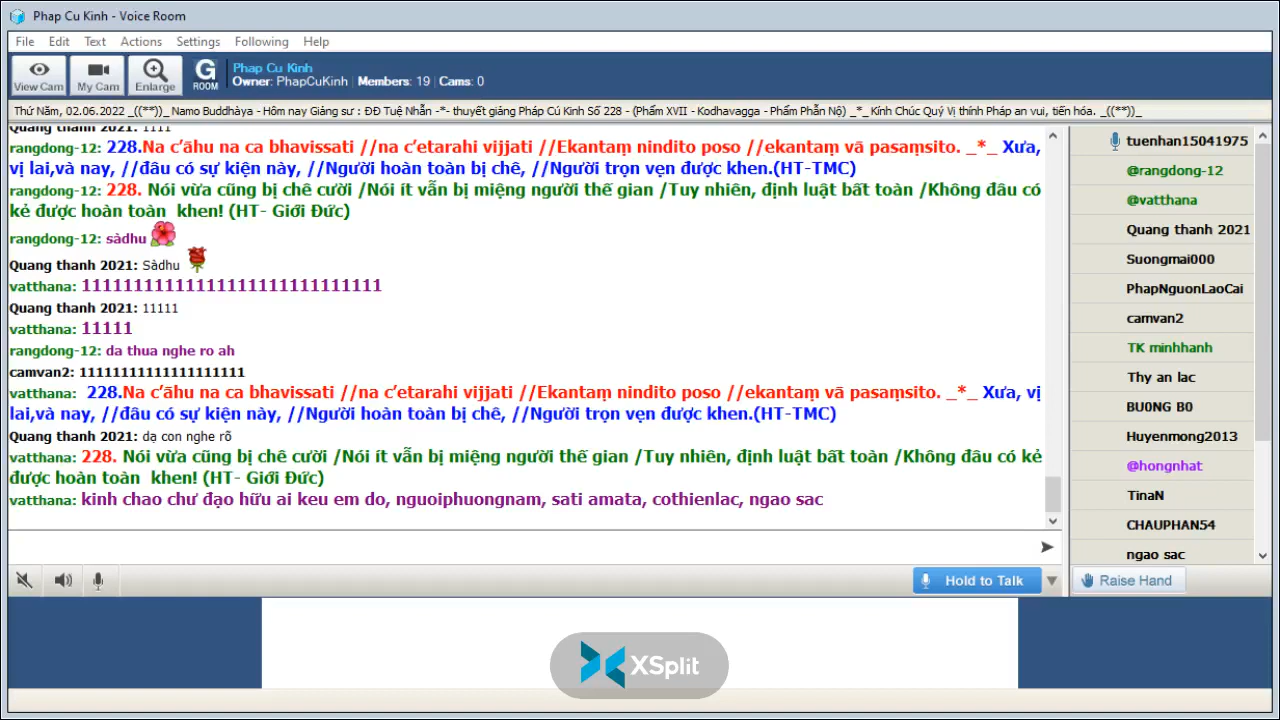 Phap Cu Kinh - Voice Room
File Edit Text Actions Settings Following Help
View Cam My Cam Enlarge G ROOM
Phap Cu Kinh
Owner: PhapCuKinh | Members: 19 | Cams: 0
Thứ Năm, 02.06.2022 _((**))_ Namo Buddhàya - Hôm nay Giảng sư : ĐĐ Tuệ Nhẫn -*- thuyết giảng Pháp Cú Kinh Số 228 - (Phẩm XVII - Kodhavagga - Phẩm Phẫn Nộ) _*_ Kính Chúc Quý Vị thính Pháp an vui, tiến hóa. _((**))_
Quang thanh 2021: 1111
rangdong-12: 228.Na c’āhu na ca bhavissati //na c’etarahi vijjati //Ekantaṃ nindito poso //ekantaṃ vā pasaṃsito. _*_ Xưa,
vị lai,và nay, //đâu có sự kiện này, //Người hoàn toàn bị chê, //Người trọn vẹn được khen.(HT-TMC)
rangdong-12: 228. Nói vừa cũng bị chê cười /Nói ít vẫn bị miệng người thế gian /Tuy nhiên, định luật bất toàn /Không đâu có
kẻ được hoàn toàn khen! (HT- Giới Đức)
rangdong-12: sàdhu
Quang thanh 2021: Sàdhu
vatthana: 11111111111111111111111111111
Quang thanh 2021: 11111
vatthana: 11111
rangdong-12: da thua nghe ro ah
camvan2: 11111111111111111111
vatthana: 228.Na c’āhu na ca bhavissati //na c’etarahi vijjati //Ekantaṃ nindito poso //ekantaṃ vā pasaṃsito. _*_ Xưa, vị
lai,và nay, //đâu có sự kiện này, //Người hoàn toàn bị chê, //Người trọn vẹn được khen.(HT-TMC)
Quang thanh 2021: dạ con nghe rõ
vatthana: 228. Nói vừa cũng bị chê cười /Nói ít vẫn bị miệng người thế gian /Tuy nhiên, định luật bất toàn /Không đâu có kẻ
được hoàn toàn khen! (HT- Giới Đức)
vatthana: kinh chao chư đạo hữu ai keu em do, nguoiphuongnam, sati amata, cothienlac, ngao sac
tuenhan15041975
@rangdong-12
@vatthana
Quang thanh 2021
Suongmai000
PhapNguonLaoCai
camvan2
TK minhhanh
Thy an lac
BU0NG B0
Huyenmong2013
@hongnhat
TinaN
CHAUPHAN54
ngao sac
Hold to Talk
Raise Hand
XSplit